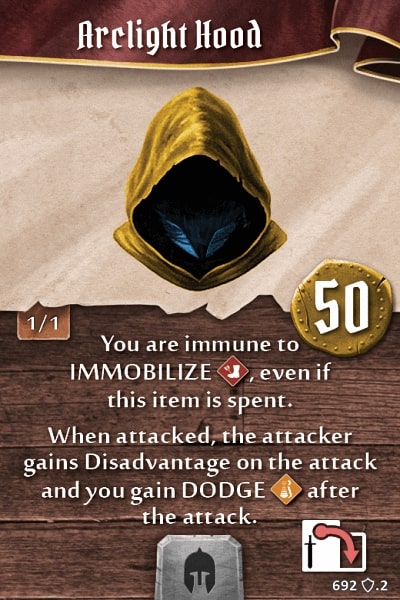 Arclight Hood
1/1
50
You are immune to
IMMOBILIZE , even if
this item is spent.
When attacked, the attacker
gains Disadvantage on the attack
and you gain DODGE after
the attack.
692 .2